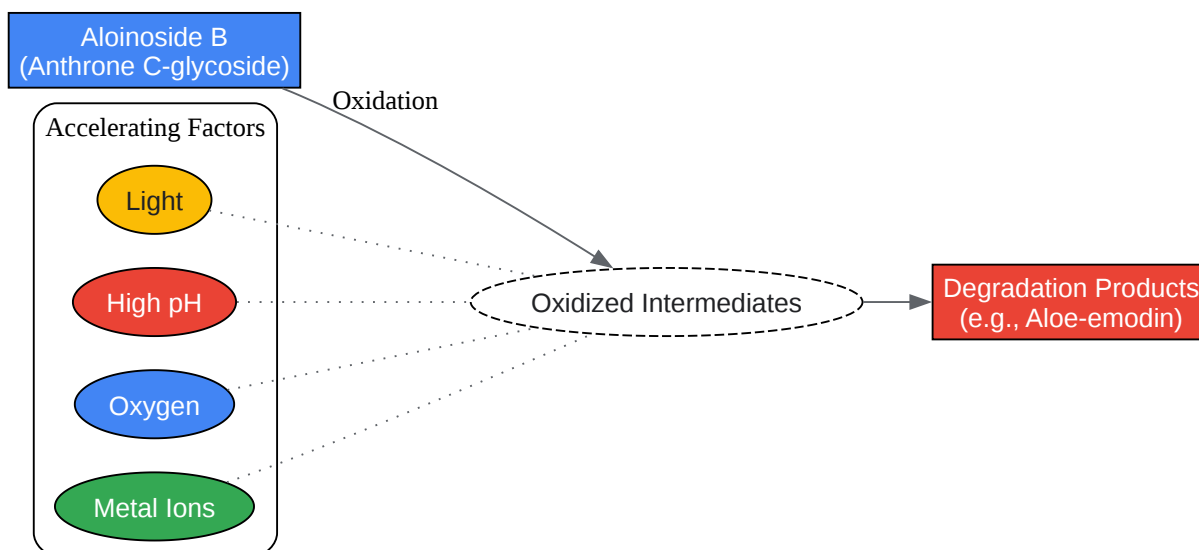 Aloinoside B
(Anthrone C-glycoside)
Oxidation
Accelerating Factors
Light
High pH
Oxygen
Metal Ions
Oxidized Intermediates
Degradation Products
(e.g., Aloe-emodin)